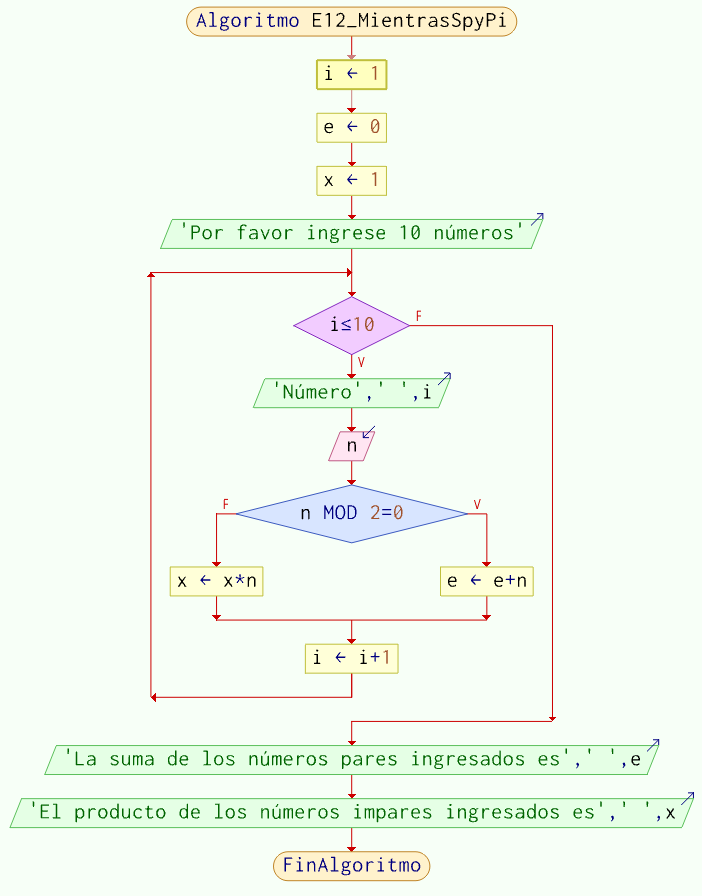 Algoritmo E12_MientrasSpyPi
i ← 1
e ← 0
x ← 1
'Por favor ingrese 10 números'
i≤10
F
V
'Número',' ',i
n
F
n MOD 2=0
V
x ← x*n
e ← e+n
i ← i+1
'La suma de los números pares ingresados es',' ',e
'El producto de los números impares ingresados es',' ',x
FinAlgoritmo